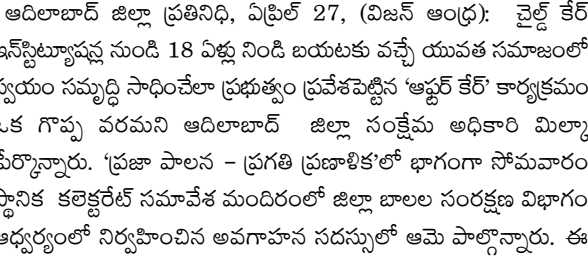 ఆదిలాబాద్ జిల్లా ప్రతినిధి, ఏప్రిల్ 27, (విజన్ ఆంధ్ర): చైల్డ్ కేర్
ఇన్‌స్టిట్యూషన్ల నుండి 18 ఏళ్లు నిండి బయటకు వచ్చే యువత సమాజంలో
స్వయం సమృద్ధి సాధించేలా ప్రభుత్వం ప్రవేశపెట్టిన ‘ఆఫ్టర్ కేర్’ కార్యక్రమం
ఒక గొప్ప వరమని ఆదిలాబాద్ జిల్లా సంక్షేమ అధికారి మిల్కా
పేర్కొన్నారు. ‘ప్రజా పాలన – ప్రగతి ప్రణాళిక’లో భాగంగా సోమవారం
స్థానిక కలెక్టరేట్ సమావేశ మందిరంలో జిల్లా బాలల సంరక్షణ విభాగం
ఆధ్వర్యంలో నిర్వహించిన అవగాహన సదస్సులో ఆమె పాల్గొన్నారు. ఈ